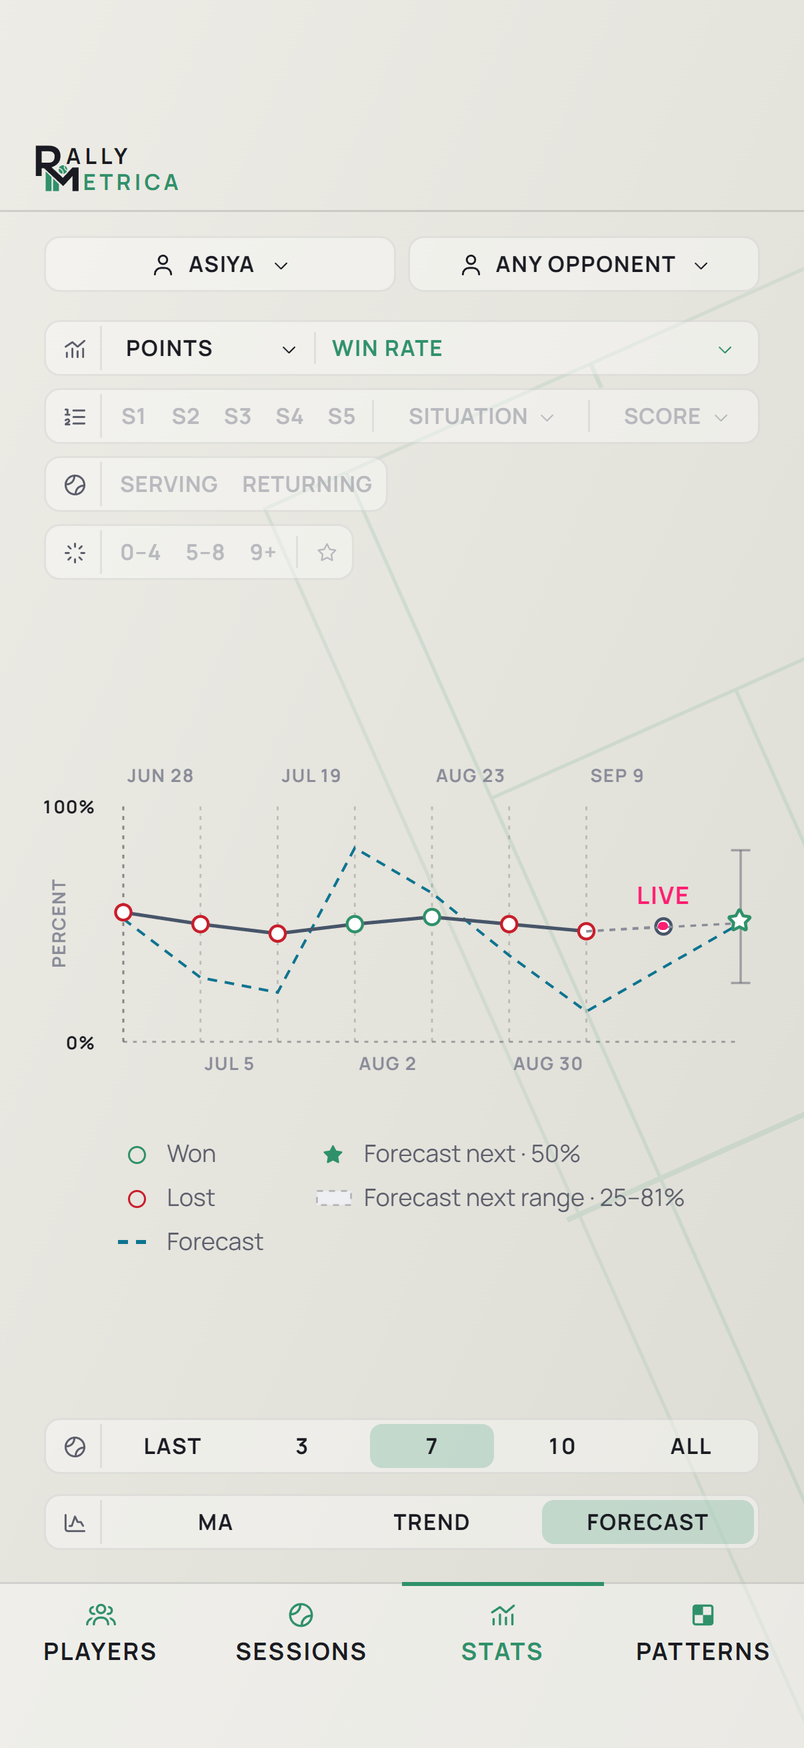 RALLY
METRICA
ASIYA
ANY OPPONENT
POINTS WIN RATE
S1 S2 S3 S4 S5 SITUATION SCORE
SERVING RETURNING
0–4 5–8 9+
JUN 28 JUL 19 AUG 23 SEP 9
100%
LIVE
PERCENT
0%
JUL 5 AUG 2 AUG 30
Won Forecast next · 50%
Lost Forecast next range · 25–81%
Forecast
LAST 3 7 10 ALL
MA TREND FORECAST
PLAYERS SESSIONS STATS PATTERNS